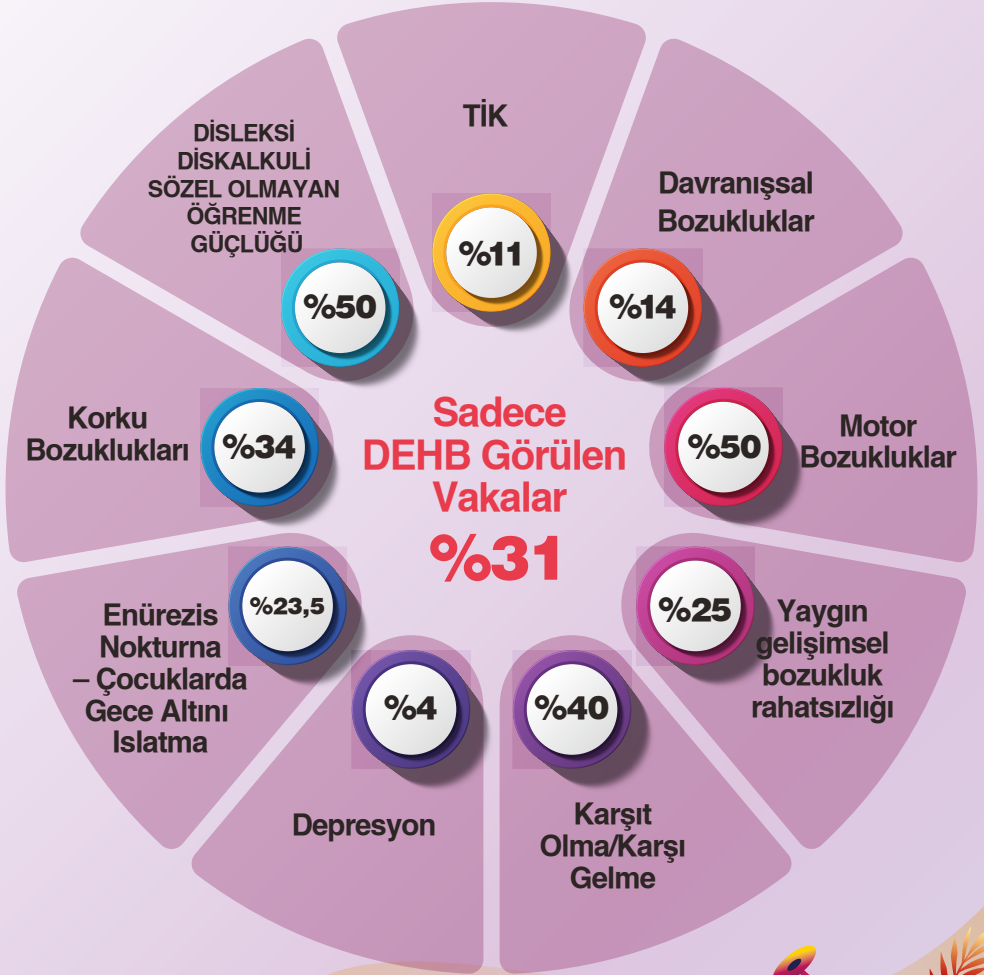 TİK
%11
Davranışsal
Bozukluklar
%14
Motor
Bozukluklar
%50
Yaygın
gelişimsel
bozukluk
rahatsızlığı
%25
Karşıt
Olma/Karşı
Gelme
%40
Depresyon
%4
Enürezis
Nokturna
– Çocuklarda
Gece Altını
Islatma
%23,5
Korku
Bozuklukları
%34
DİSLEKSİ
DİSKALKULİ
SÖZEL OLMAYAN
ÖĞRENME
GÜÇLÜĞÜ
%50
Sadece
DEHB Görülen
Vakalar
%31